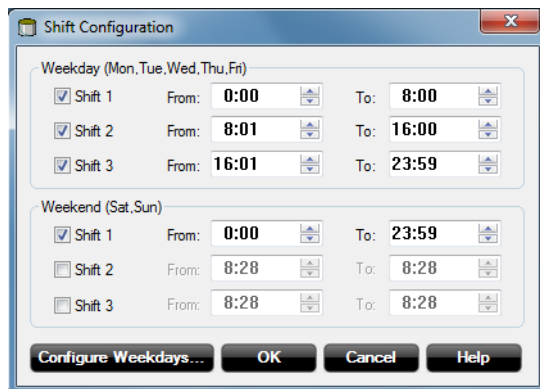 Shift Configuration
Weekday (Mon,Tue,Wed,Thu,Fri)
Shift 1 From: 0:00 To: 8:00
Shift 2 From: 8:01 To: 16:00
Shift 3 From: 16:01 To: 23:59
Weekend (Sat,Sun)
Shift 1 From: 0:00 To: 23:59
Shift 2 From: 8:28 To: 8:28
Shift 3 From: 8:28 To: 8:28
Configure Weekdays... OK Cancel Help